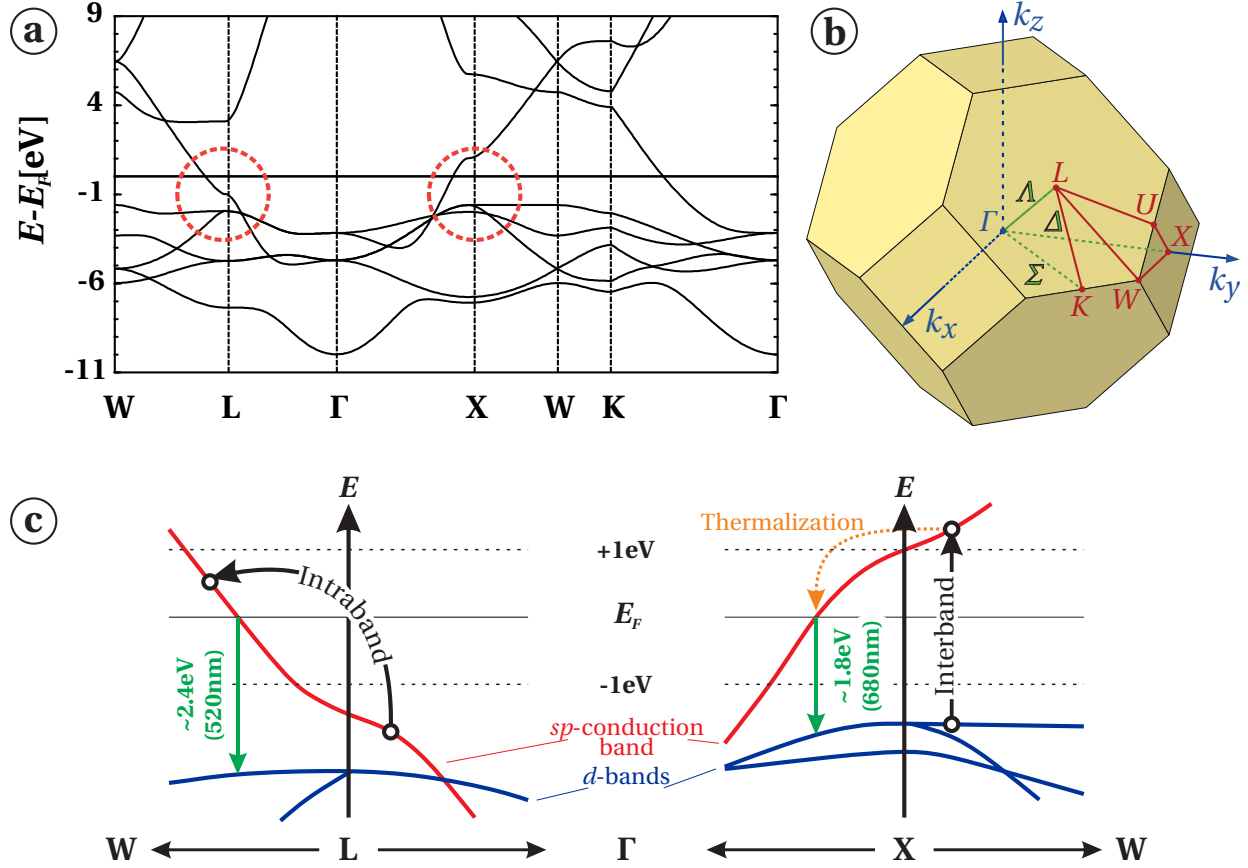 a
9
4
-1
-6
-11
E-E_F[eV]
W L Γ X W K Γ
b
k_z
L
Λ
U
Γ
Δ
X
Σ
k_y
K
W
k_x
c
E
E
Thermalization
+1eV
Intraband
E_F
~2.4eV
(520nm)
~1.8eV
(680nm)
Interband
-1eV
sp-conduction
band
d-bands
W L Γ X W